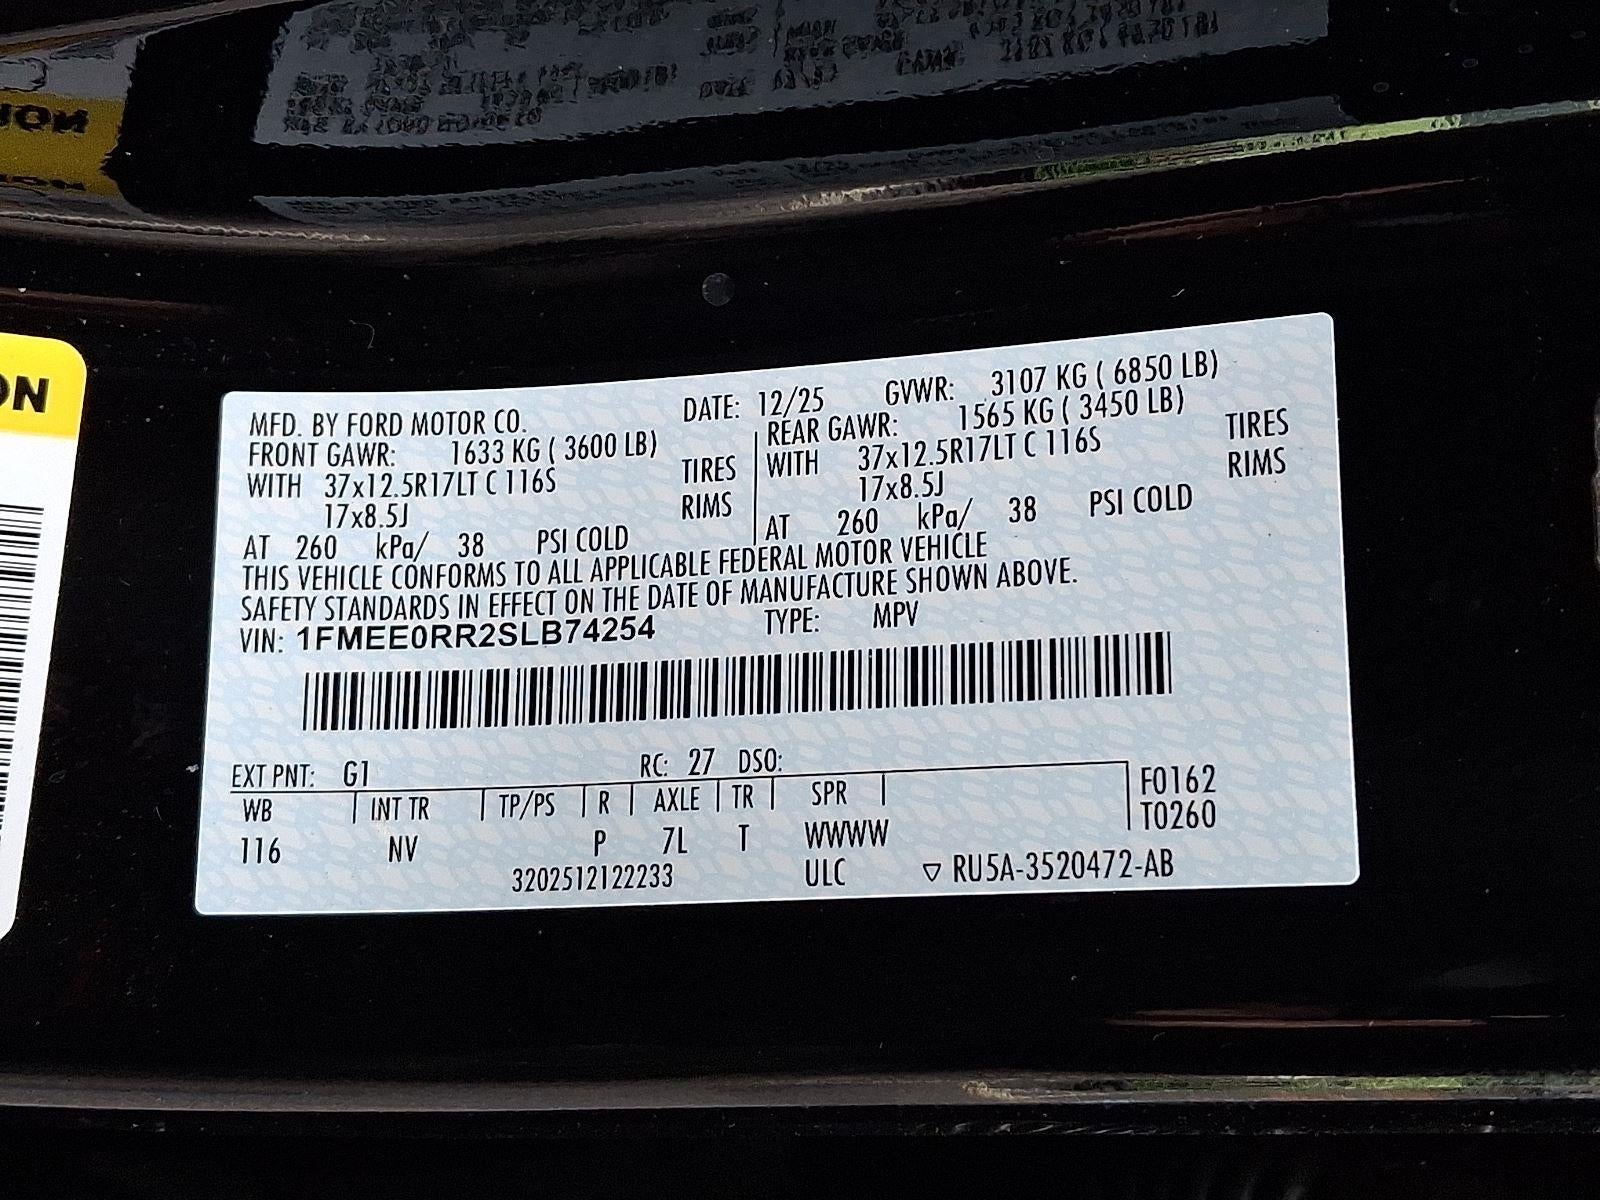 ON
MFD. BY FORD MOTOR CO. DATE: 12/25 GVWR: 3107 KG ( 6850 LB)
FRONT GAWR: 1633 KG ( 3600 LB) REAR GAWR: 1565 KG ( 3450 LB)
WITH 37x12.5R17LT C 116S TIRES WITH 37x12.5R17LT C 116S TIRES
17x8.5J RIMS 17x8.5J RIMS
AT 260 kPa/ 38 PSI COLD AT 260 kPa/ 38 PSI COLD
THIS VEHICLE CONFORMS TO ALL APPLICABLE FEDERAL MOTOR VEHICLE
SAFETY STANDARDS IN EFFECT ON THE DATE OF MANUFACTURE SHOWN ABOVE.
VIN: 1FMEE0RR2SLB74254 TYPE: MPV
EXT PNT: G1 RC: 27 DSO:
WB INT TR TP/PS R AXLE TR SPR F0162
T0260
116 NV P 7L T WWWW
3202512122233 ULC ▽ RU5A-3520472-AB